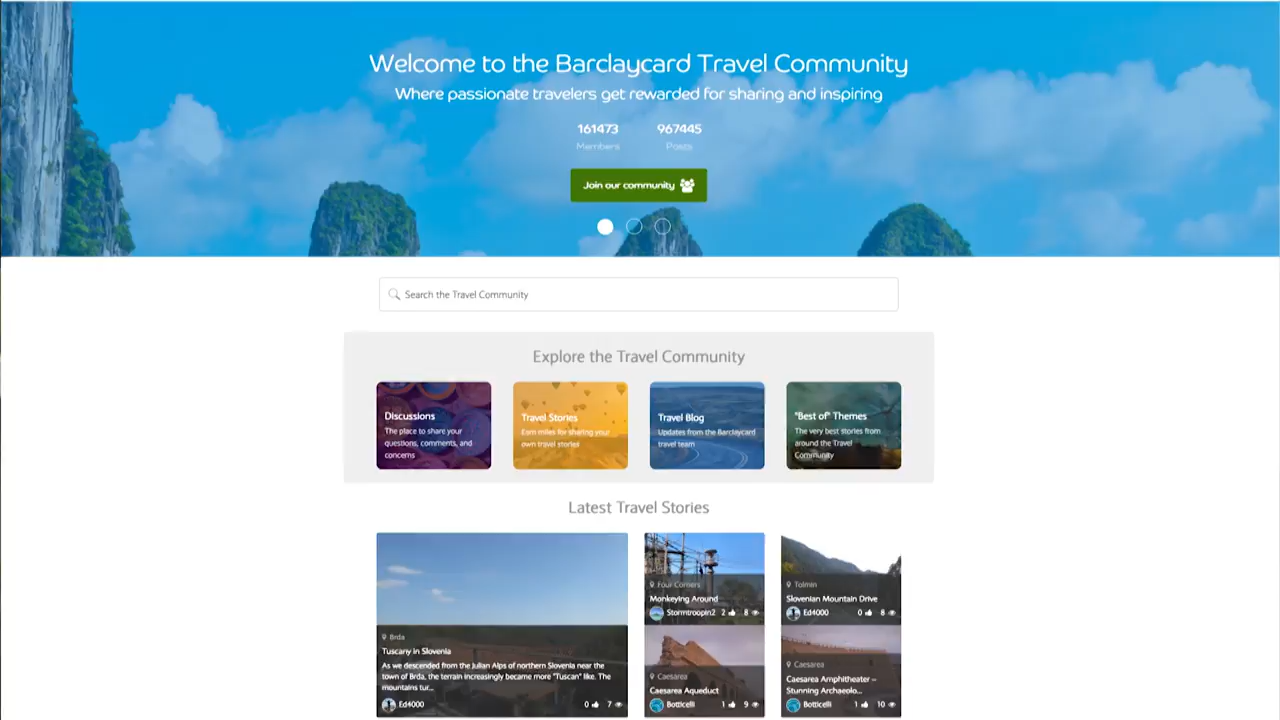 Welcome to the Barclaycard Travel Community
Where passionate travelers get rewarded for sharing and inspiring
161473 967445
Members Posts
Join our community
Search the Travel Community
Explore the Travel Community
Discussions
The place to share your
questions, comments, and
concerns
Travel Stories
Earn miles for sharing your
own travel stories
Travel Blog
Updates from the Barclaycard
travel team
"Best of" Themes
The very best stories from
around the Travel
Community
Latest Travel Stories
Brda
Tuscany in Slovenia
As we descended from the Julian Alps of northern Slovenia near the
town of Brda, the terrain increasingly became more "Tuscan" like. The
mountains tur...
Ed4000 0 7
Four Corners
Monkeying Around
Stormtroopin2 2 8
Tolmin
Slovenian Mountain Drive
Ed4000 0 8
Caesarea
Caesarea Aqueduct
Botticelli 1 9
Caesarea
Caesarea Amphitheater –
Stunning Archaeolo...
Botticelli 1 10